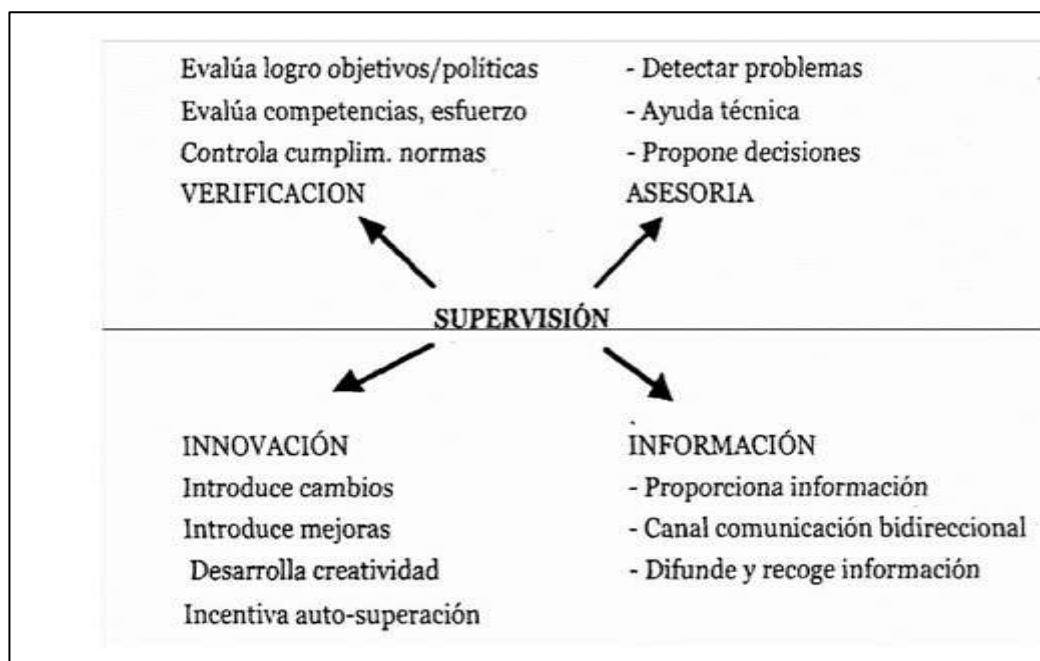 Evalúa logro objetivos/políticas
Evalúa competencias, esfuerzo
Controla cumplim. normas
VERIFICACION
- Detectar problemas
- Ayuda técnica
- Propone decisiones
ASESORIA
SUPERVISIÓN
INNOVACIÓN
Introduce cambios
Introduce mejoras
Desarrolla creatividad
Incentiva auto-superación
INFORMACIÓN
- Proporciona información
- Canal comunicación bidireccional
- Difunde y recoge información